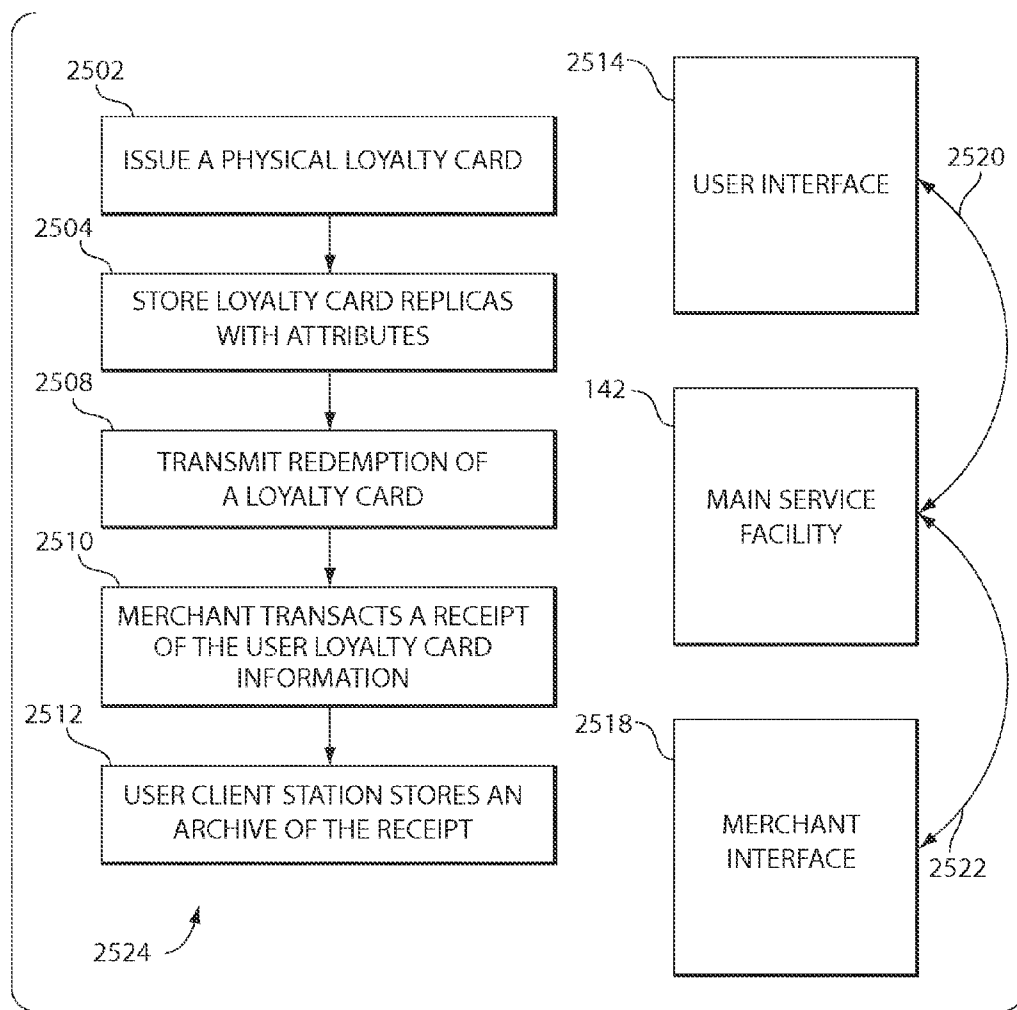 2502
ISSUE A PHYSICAL LOYALTY CARD
2504
STORE LOYALTY CARD REPLICAS
WITH ATTRIBUTES
2508
TRANSMIT REDEMPTION OF
A LOYALTY CARD
2510
MERCHANT TRANSACTS A RECEIPT
OF THE USER LOYALTY CARD
INFORMATION
2512
USER CLIENT STATION STORES AN
ARCHIVE OF THE RECEIPT
2524
2514
USER INTERFACE
2520
142
MAIN SERVICE
FACILITY
2518
MERCHANT
INTERFACE
2522